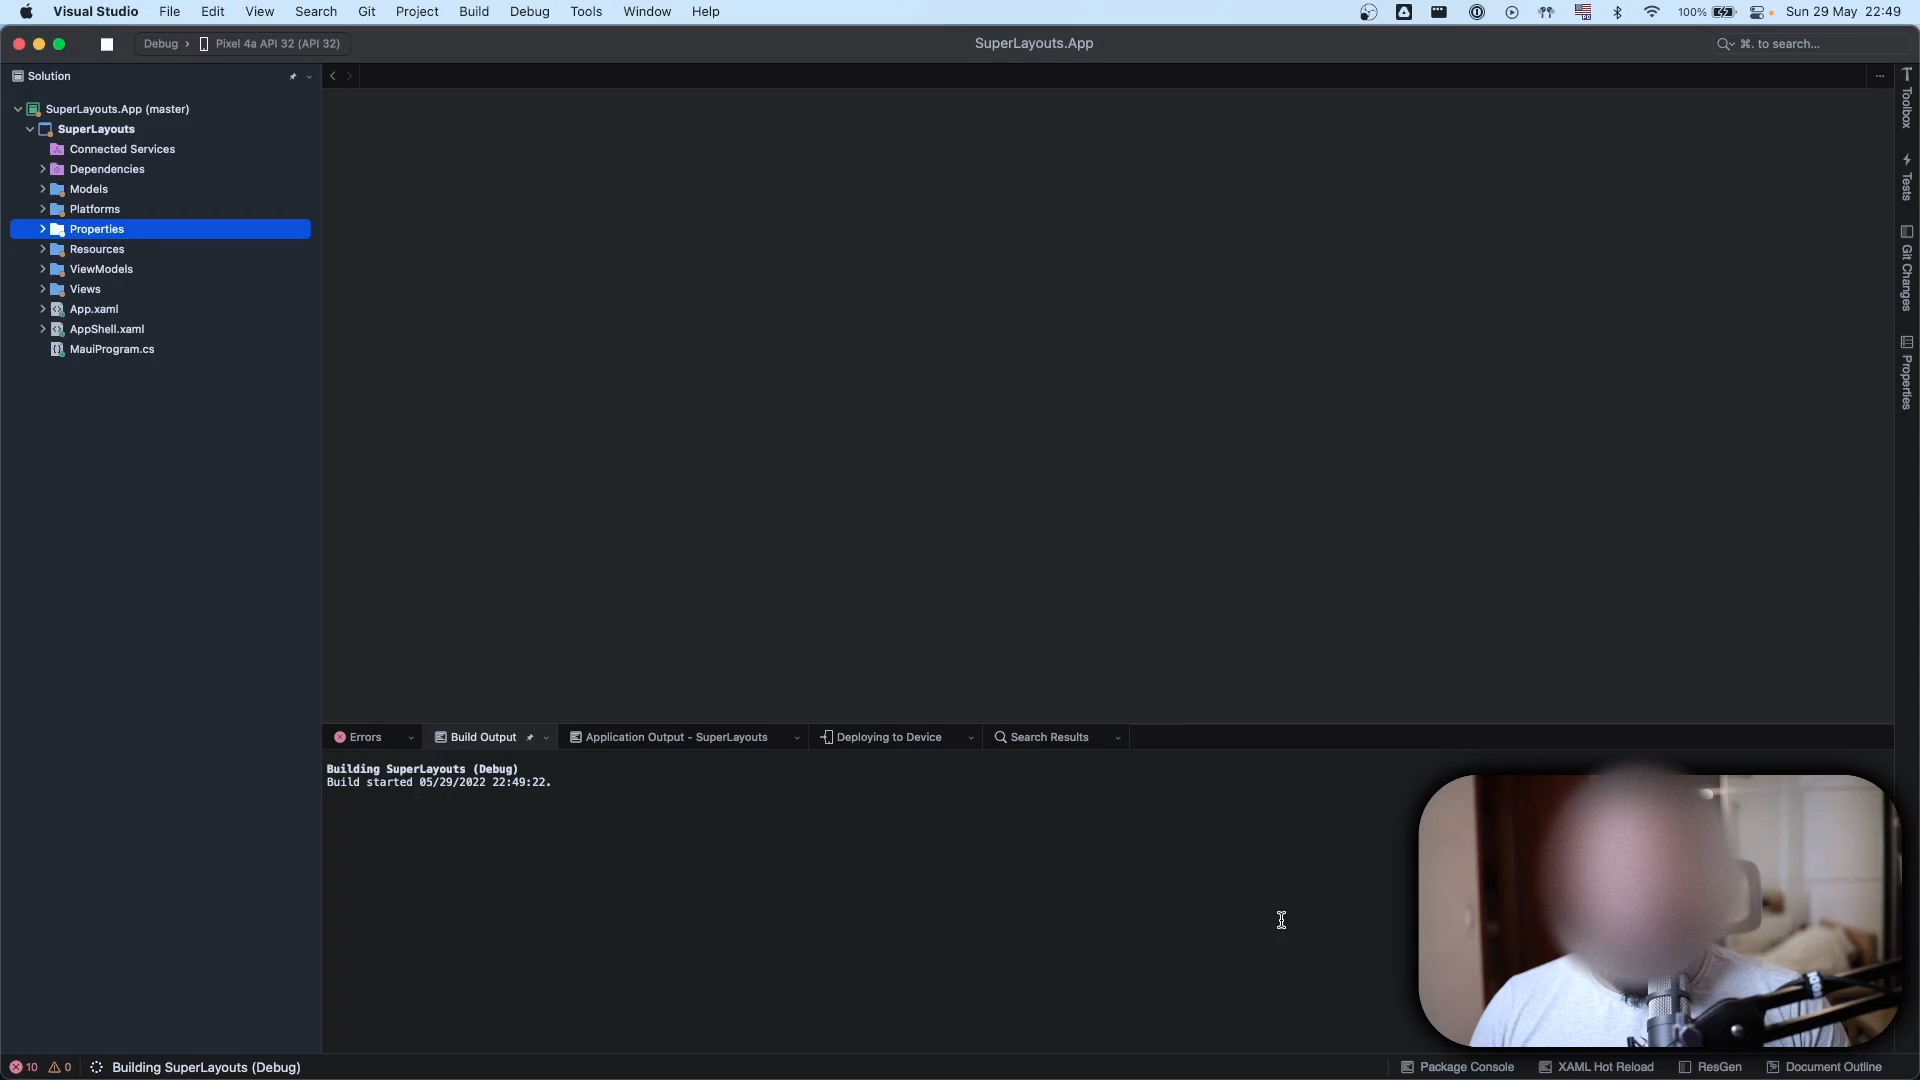 Visual Studio File Edit View Search Git Project Build Debug Tools Window Help 100% Sun 29 May 22:49
Debug › Pixel 4a API 32 (API 32) SuperLayouts.App ⌘. to search...
Solution
SuperLayouts.App (master)
SuperLayouts
Connected Services
Dependencies
Models
Platforms
Properties
Resources
ViewModels
Views
App.xaml
AppShell.xaml
MauiProgram.cs
Toolbox
Tests
Git Changes
Properties
Errors Build Output Application Output - SuperLayouts Deploying to Device Search Results
Building SuperLayouts (Debug)
Build started 05/29/2022 22:49:22.
10 0 Building SuperLayouts (Debug) Package Console XAML Hot Reload ResGen Document Outline